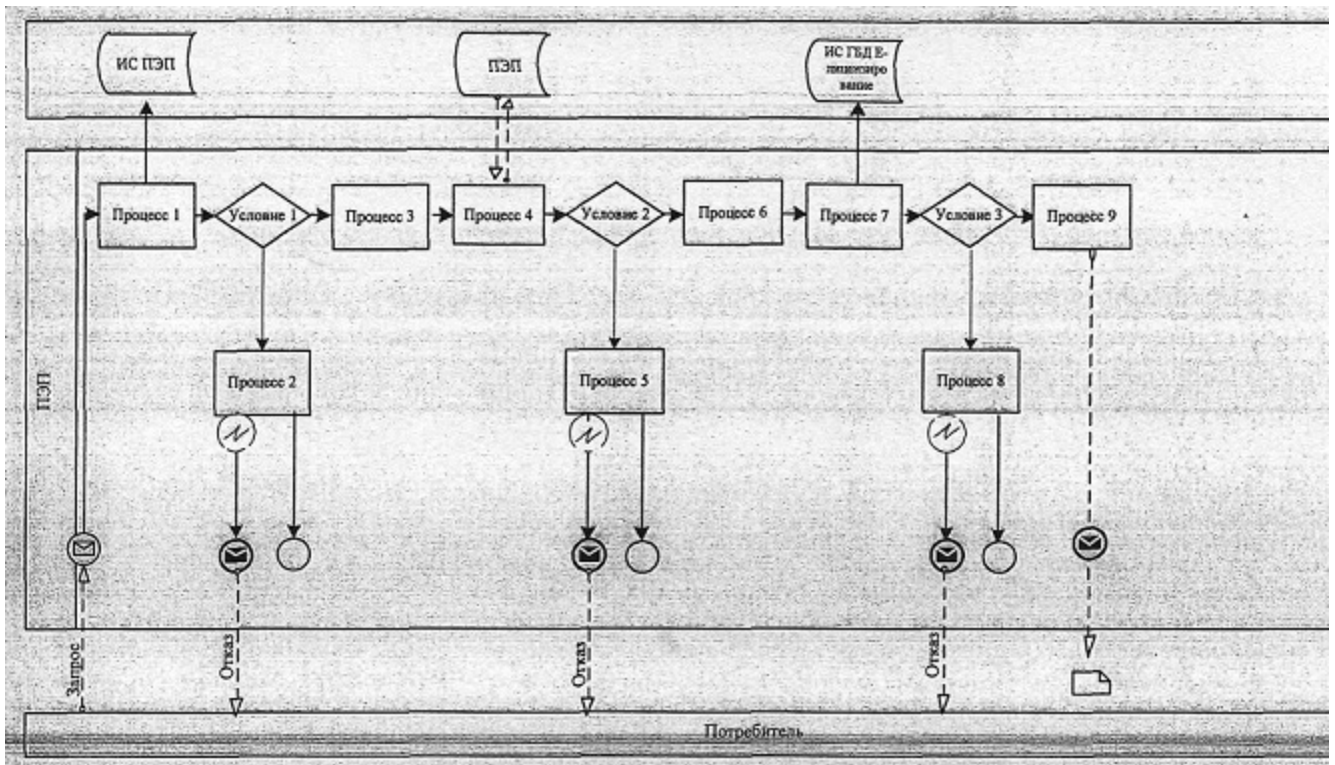 ИС ПЭП
ПЭП
ИС ГБД Е-
лицензиро
вание
Процесс 1
Условие 1
Процесс 3
Процесс 4
Условие 2
Процесс 6
Процесс 7
Условие 3
Процесс 9
Процесс 2
Процесс 5
Процесс 8
ПЭП
Запрос
Отказ
Отказ
Отказ
Потребитель